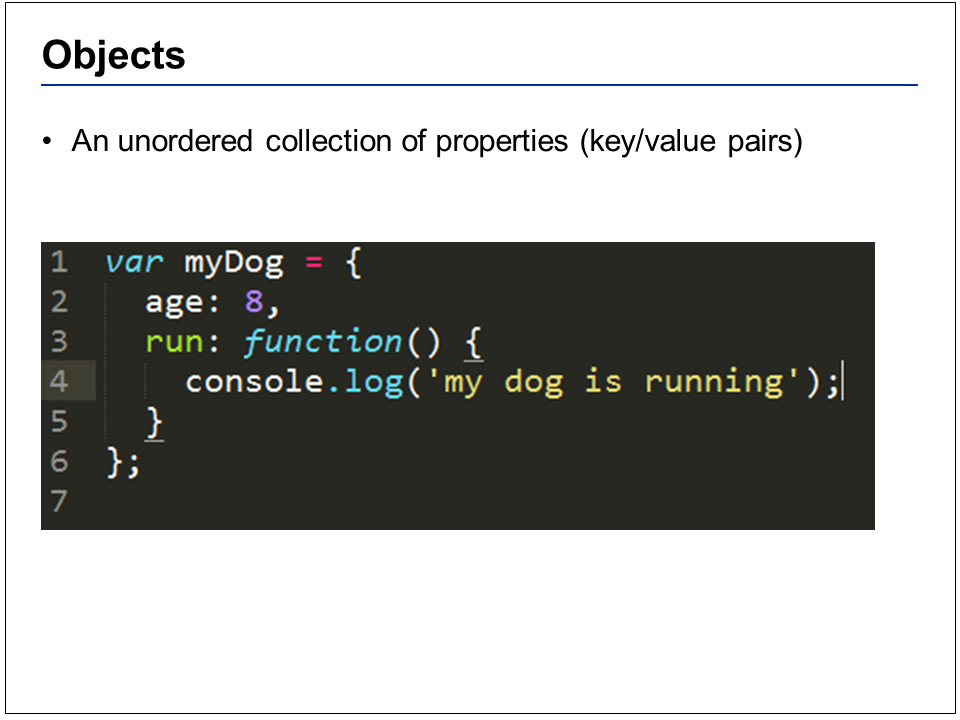 Objects
• An unordered collection of properties (key/value pairs)
1 var myDog = {
2   age: 8,
3   run: function() {
4     console.log('my dog is running');
5   }
6 };
7